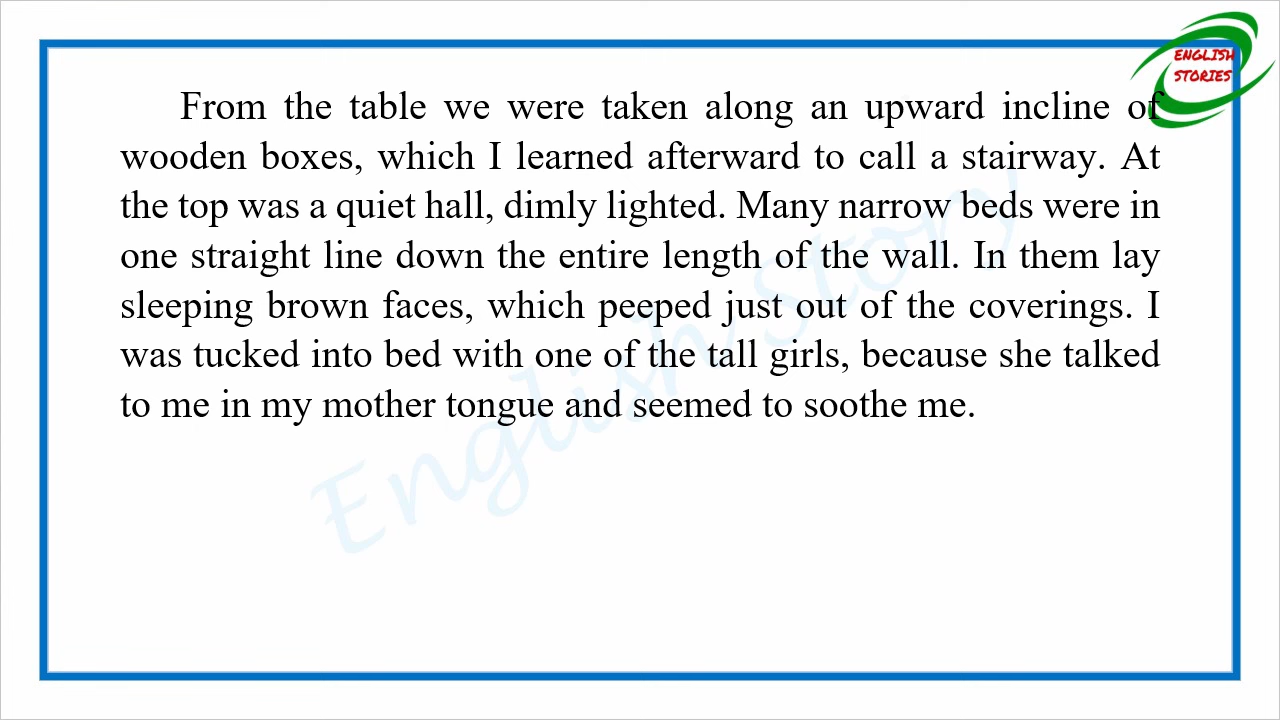 ENGLISH
STORIES
From the table we were taken along an upward incline of
wooden boxes, which I learned afterward to call a stairway. At
the top was a quiet hall, dimly lighted. Many narrow beds were in
one straight line down the entire length of the wall. In them lay
sleeping brown faces, which peeped just out of the coverings. I
was tucked into bed with one of the tall girls, because she talked
to me in my mother tongue and seemed to soothe me.
English Story